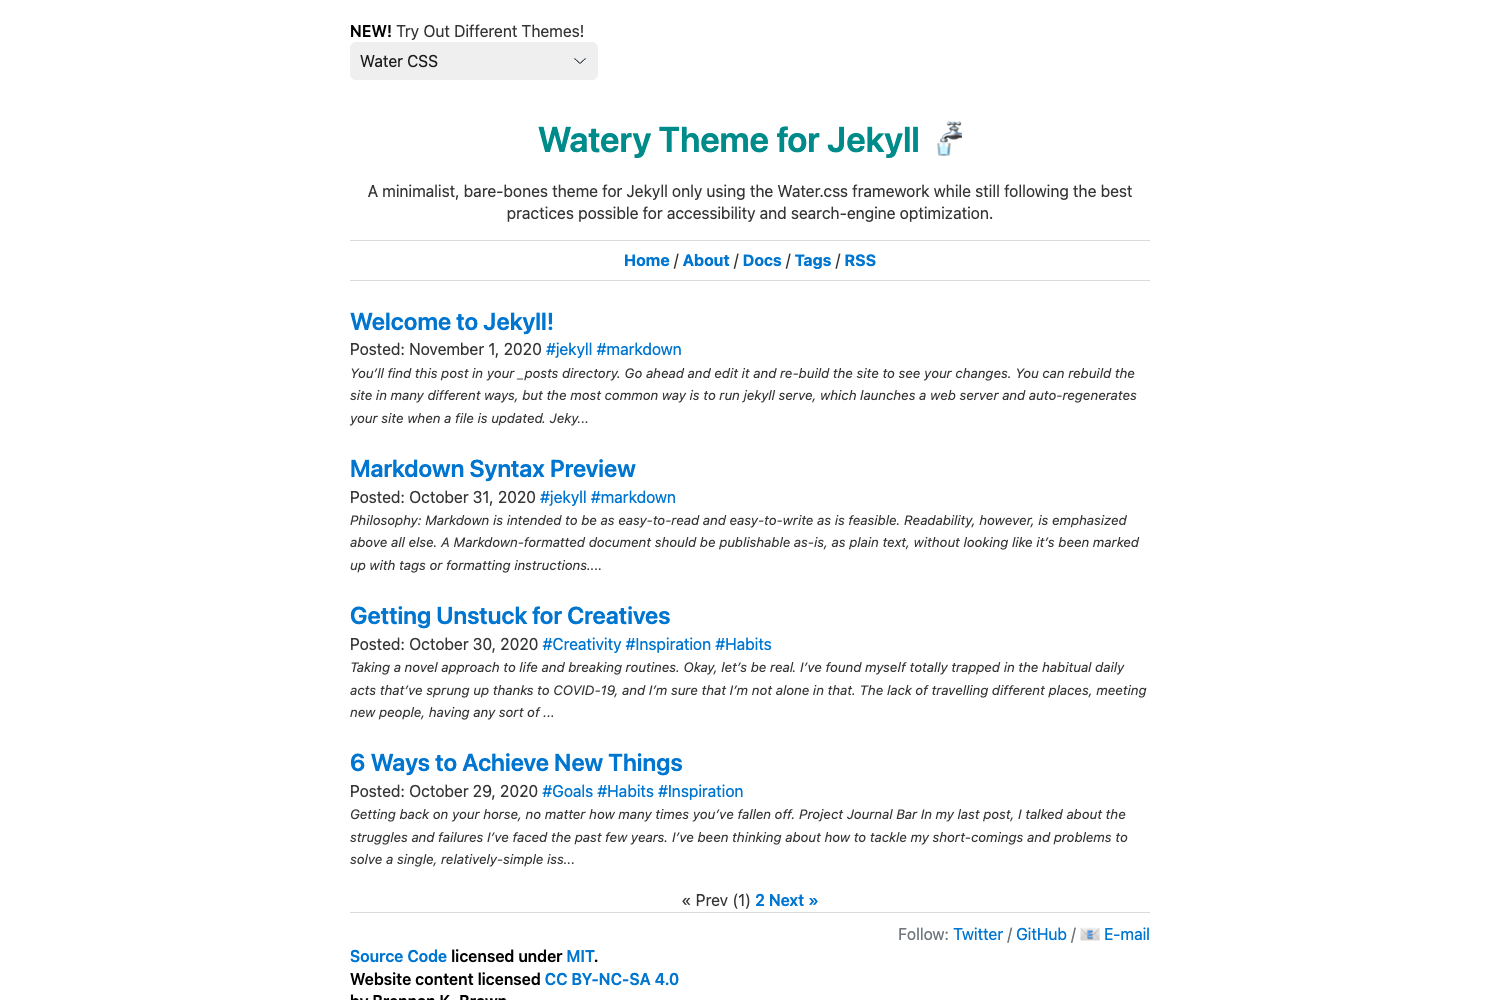 NEW! Try Out Different Themes!
Water CSS
Watery Theme for Jekyll
A minimalist, bare-bones theme for Jekyll only using the Water.css framework while still following the best
practices possible for accessibility and search-engine optimization.
Home / About / Docs / Tags / RSS
Welcome to Jekyll!
Posted: November 1, 2020 #jekyll #markdown
You’ll find this post in your _posts directory. Go ahead and edit it and re-build the site to see your changes. You can rebuild the
site in many different ways, but the most common way is to run jekyll serve, which launches a web server and auto-regenerates
your site when a file is updated. Jeky...
Markdown Syntax Preview
Posted: October 31, 2020 #jekyll #markdown
Philosophy: Markdown is intended to be as easy-to-read and easy-to-write as is feasible. Readability, however, is emphasized
above all else. A Markdown-formatted document should be publishable as-is, as plain text, without looking like it’s been marked
up with tags or formatting instructions....
Getting Unstuck for Creatives
Posted: October 30, 2020 #Creativity #Inspiration #Habits
Taking a novel approach to life and breaking routines. Okay, let’s be real. I’ve found myself totally trapped in the habitual daily
acts that’ve sprung up thanks to COVID-19, and I’m sure that I’m not alone in that. The lack of travelling different places, meeting
new people, having any sort of ...
6 Ways to Achieve New Things
Posted: October 29, 2020 #Goals #Habits #Inspiration
Getting back on your horse, no matter how many times you’ve fallen off. Project Journal Bar In my last post, I talked about the
struggles and failures I’ve faced the past few years. I’ve been thinking about how to tackle my short-comings and problems to
solve a single, relatively-simple iss...
« Prev (1) 2 Next »
Follow: Twitter / GitHub / E-mail
Source Code licensed under MIT.
Website content licensed CC BY-NC-SA 4.0
by Brennan K. Brown